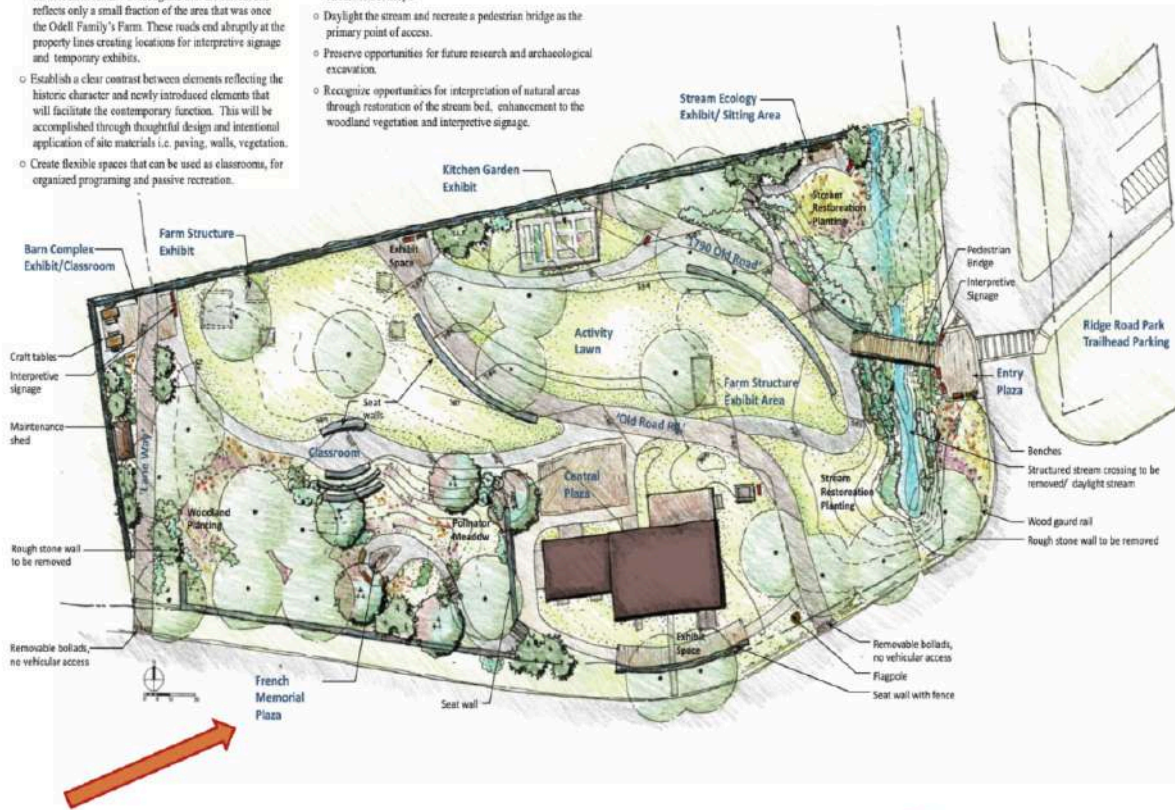 reflects only a small fraction of the area that was once
the Odell Family's Farm. These roads end abruptly at the
property lines creating locations for interpretive signage
and temporary exhibits.
o Establish a clear contrast between elements reflecting the
historic character and newly introduced elements that
will facilitate the contemporary function. This will be
accomplished through thoughtful design and intentional
application of site materials i.e. paving, walls, vegetation.
o Create flexible spaces that can be used as classrooms, for
organized programing and passive recreation.
o Daylight the stream and recreate a pedestrian bridge as the
primary point of access.
o Preserve opportunities for future research and archaeological
excavation.
o Recognize opportunities for interpretation of natural areas
through restoration of the stream bed, enhancement to the
woodland vegetation and interpretive signage.
Stream Ecology
Exhibit/ Sitting Area
Kitchen Garden
Exhibit
Farm Structure
Exhibit
Barn Complex
Exhibit/Classroom
Exhibit
Space
'1790 Old Road'
Stream
Restoreation
Planting
Pedestrian
Bridge
Interpretive
Signage
Ridge Road Park
Trailhead Parking
Entry
Plaza
Craft tables
Interpretive
signage
Maintenance
shed
'Lane Way'
Activity
Lawn
Farm Structure
Exhibit Area
Seat
walls
'Old Road Rd.'
Classroom
Central
Plaza
Woodland
Planting
Pollinator
Meadow
Stream
Restoreation
Planting
Benches
Structured stream crossing to be
removed/ daylight stream
Wood gaurd rail
Rough stone wall to be removed
Rough stone wall
to be removed
Removable bollads,
no vehicular access
French
Memorial
Plaza
Seat wall
Exhibit
Space
Removable bollads,
no vehicular access
Flagpole
Seat wall with fence